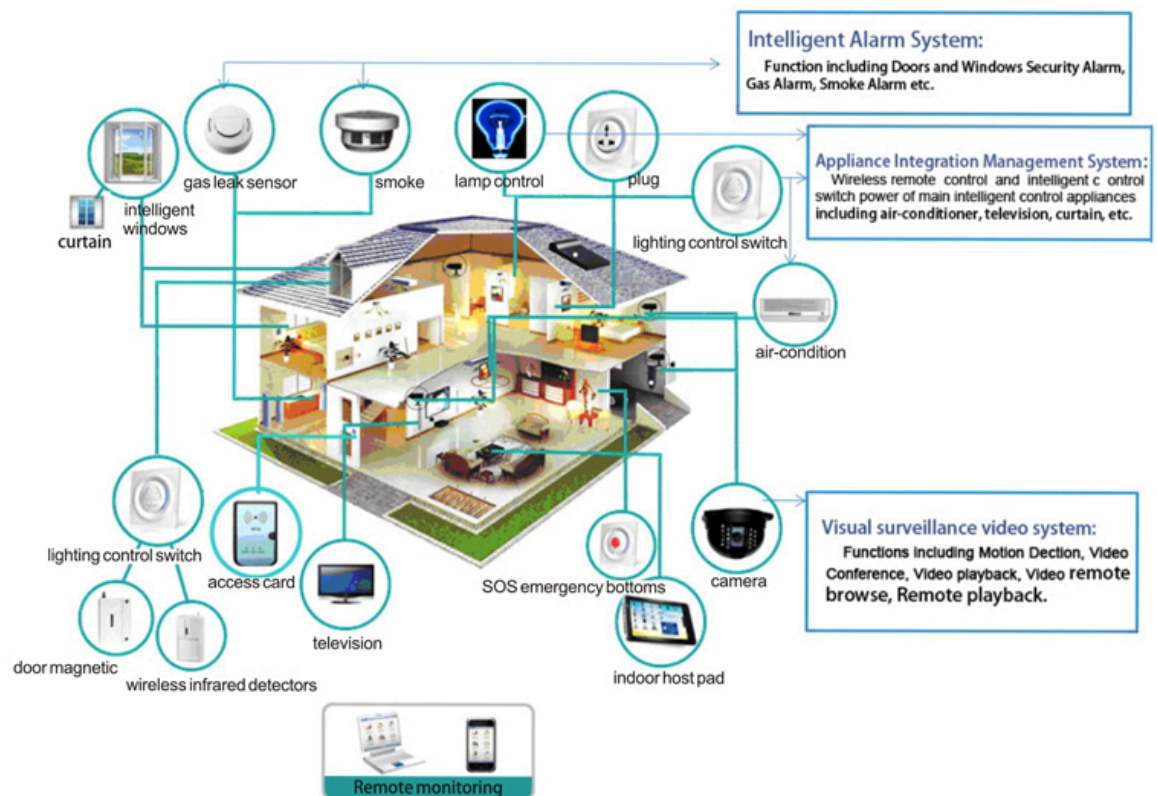 Intelligent Alarm System:
Function including Doors and Windows Security Alarm,
Gas Alarm, Smoke Alarm etc.
gas leak sensor
smoke
lamp control
plug
Appliance Integration Management System:
Wireless remote control and intelligent c ontrol
switch power of main intelligent control appliances
including air-conditioner, television, curtain, etc.
intelligent
windows
curtain
lighting control switch
air-condition
lighting control switch
access card
television
SOS emergency bottoms
camera
Visual surveillance video system:
Functions including Motion Dection, Video
Conference, Video playback, Video remote
browse, Remote playback.
door magnetic
wireless infrared detectors
indoor host pad
Remote monitoring